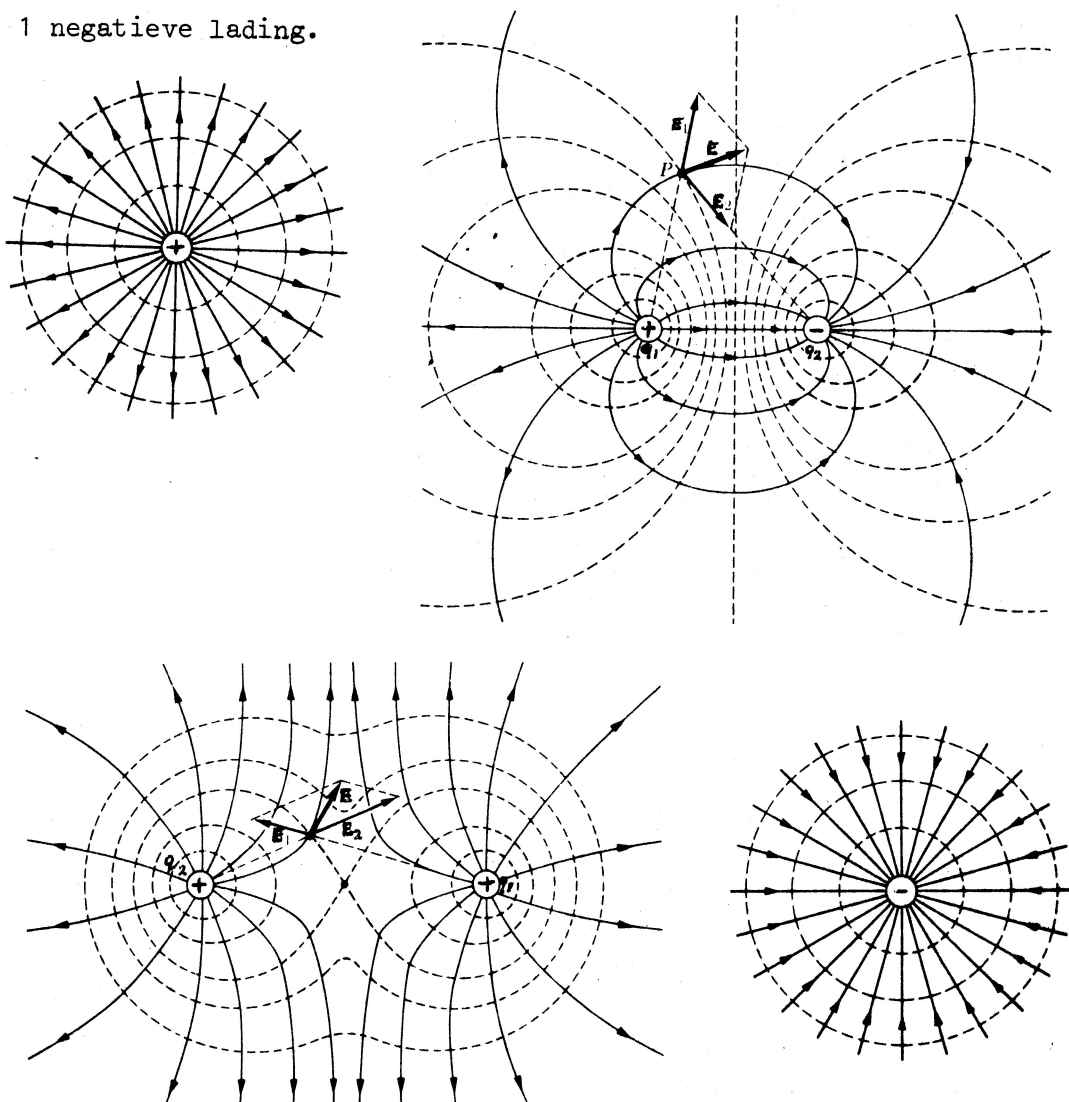 1 negatieve lading.
+
E₁
E
P
E₂
+
-
q₁
q₂
E
E₁
E₂
q₂
+
+
q₁
-